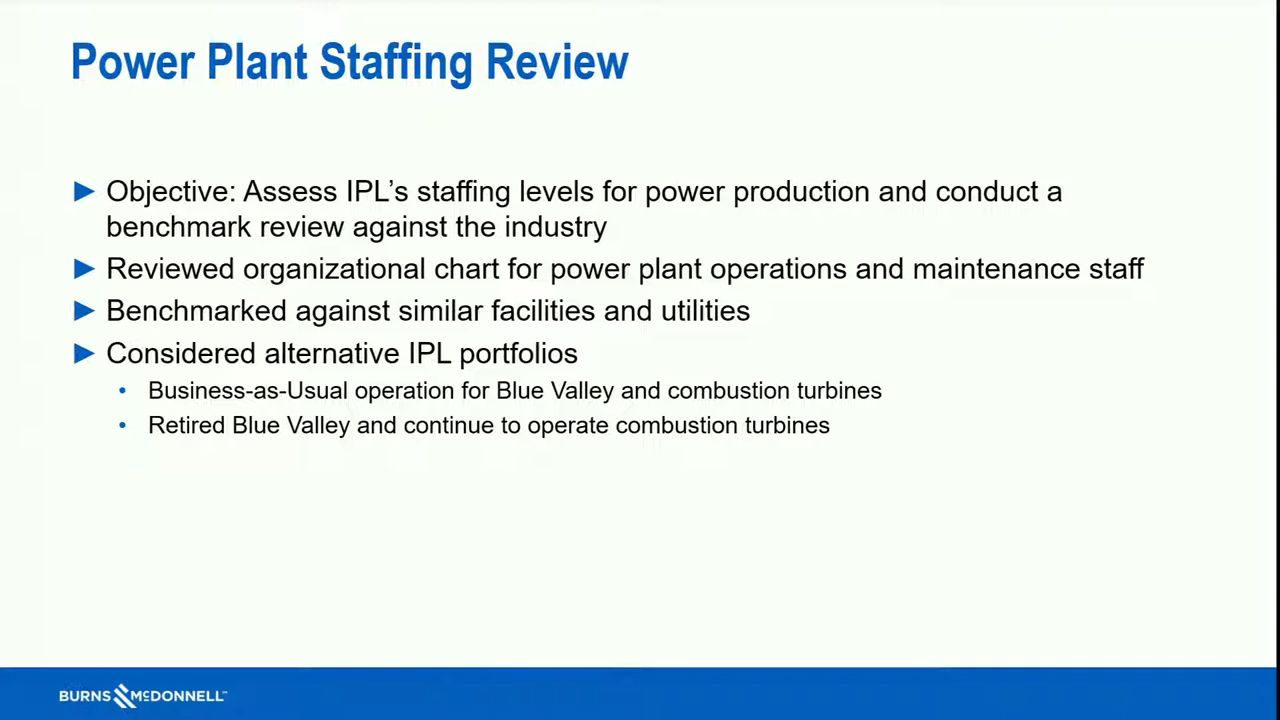 Power Plant Staffing Review
► Objective: Assess IPL’s staffing levels for power production and conduct a
benchmark review against the industry
► Reviewed organizational chart for power plant operations and maintenance staff
► Benchmarked against similar facilities and utilities
► Considered alternative IPL portfolios
• Business-as-Usual operation for Blue Valley and combustion turbines
• Retired Blue Valley and continue to operate combustion turbines
BURNS McDONNELL™